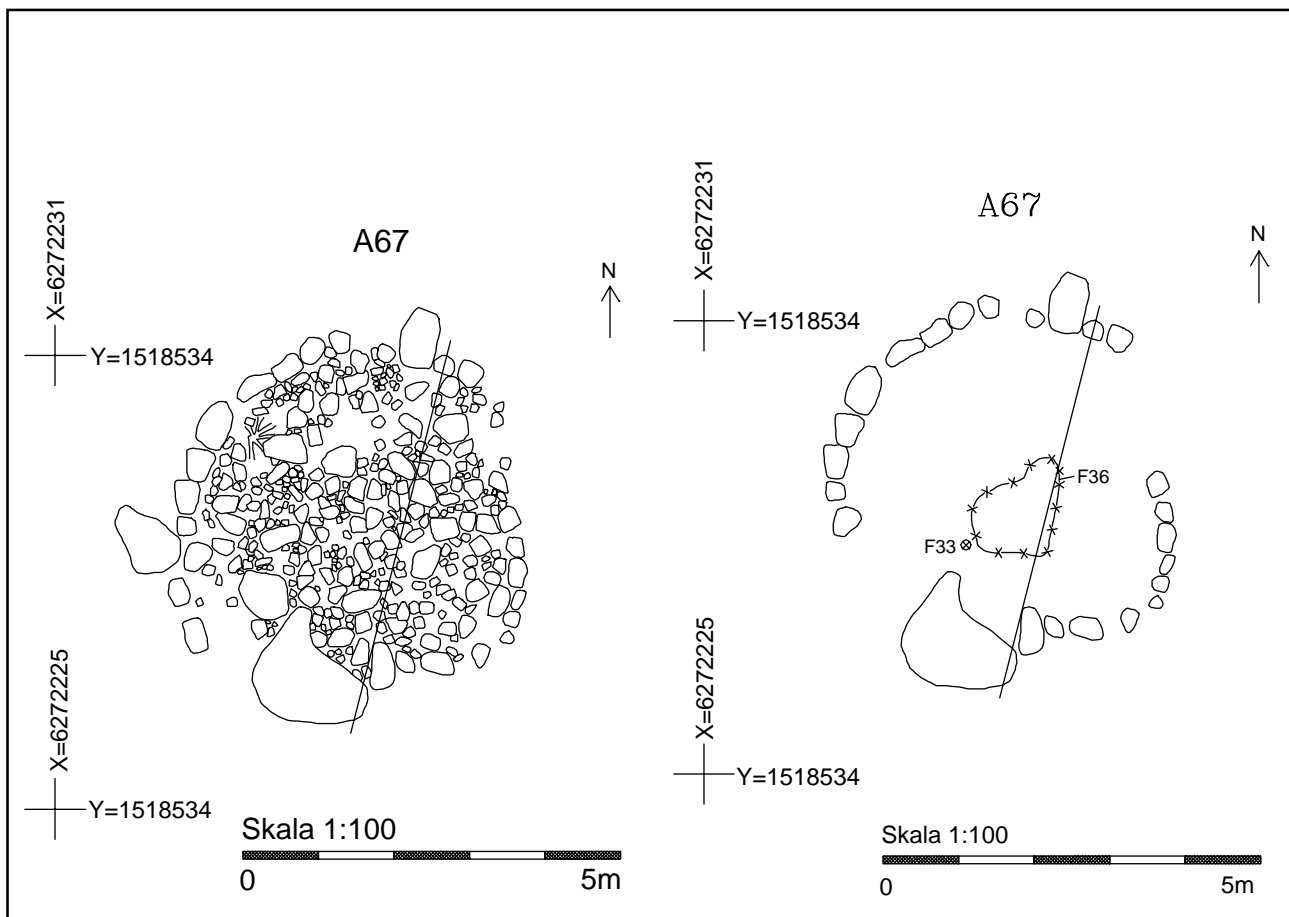 A67
N
X=6272231
Y=1518534
X=6272225
Y=1518534
Skala 1:100
0 5m
A67
N
X=6272231
Y=1518534
F36
F33
X=6272225
Y=1518534
Skala 1:100
0 5m